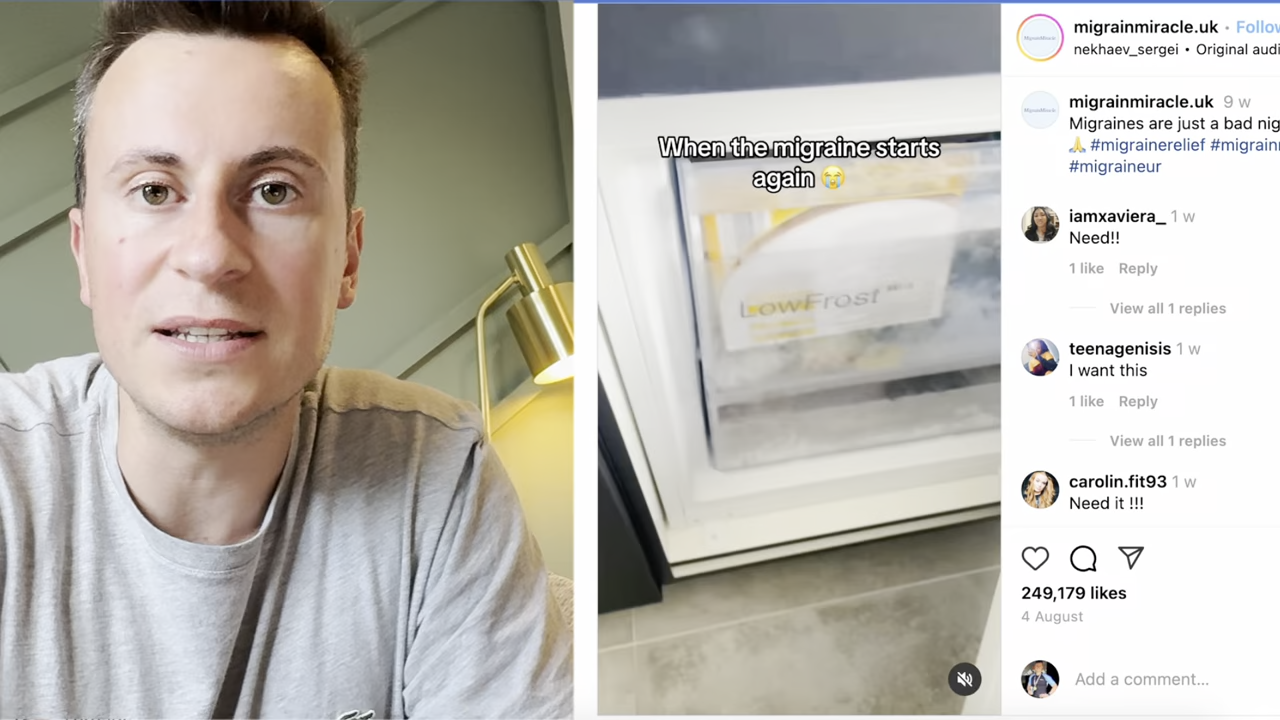 When the migraine starts
again 😭
LowFrost
migrainmiracle.uk • Follow
nekhaev_sergei • Original audi
migrainmiracle.uk 9 w
Migraines are just a bad nig
🙏 #migrainerelief #migrain
#migraineur
iamxaviera_ 1 w
Need!!
1 like Reply
View all 1 replies
teenagenisis 1 w
I want this
1 like Reply
View all 1 replies
carolin.fit93 1 w
Need it !!!
249,179 likes
4 August
Add a comment...